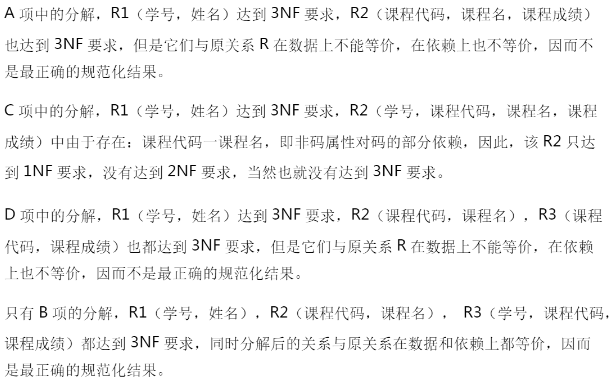 A 项中的分解，R1（学号，姓名）达到 3NF 要求，R2（课程代码，课程名，课程成绩）
也达到 3NF 要求，但是它们与原关系 R 在数据上不能等价，在依赖上也不等价，因而不
是最正确的规范化结果。
C 项中的分解，R1（学号，姓名）达到 3NF 要求，R2（学号，课程代码，课程名，课程
成绩）中由于存在：课程代码一课程名，即非码属性对码的部分依赖，因此，该 R2 只达
到 1NF 要求，没有达到 2NF 要求，当然也就没有达到 3NF 要求。
D 项中的分解，R1（学号，姓名）达到 3NF 要求，R2（课程代码，课程名），R3（课程
代码，课程成绩）也都达到 3NF 要求，但是它们与原关系 R 在数据上不能等价，在依赖
上也不等价，因而不是最正确的规范化结果。
只有 B 项的分解，R1（学号，姓名），R2（课程代码，课程名）， R3（学号，课程代码，
课程成绩）都达到 3NF 要求，同时分解后的关系与原关系在数据和依赖上都等价，因而
是最正确的规范化结果。